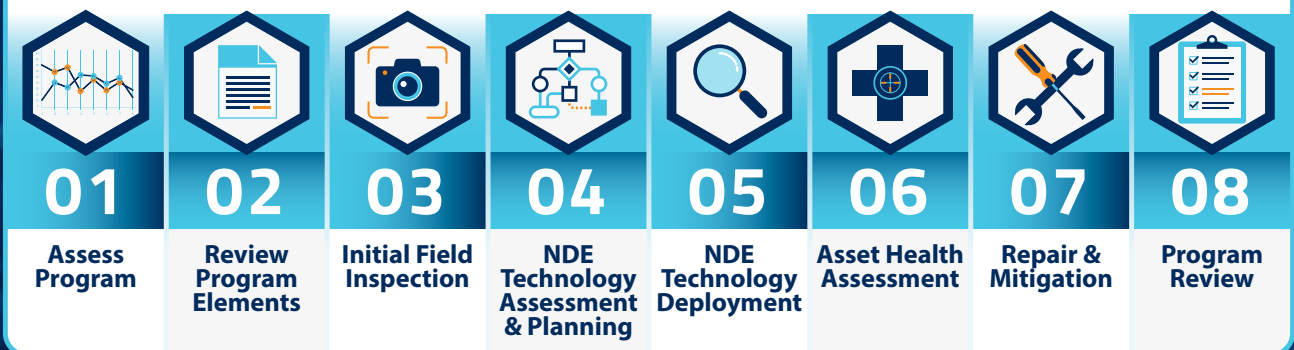 01
Assess
Program
02
Review
Program
Elements
03
Initial Field
Inspection
04
NDE
Technology
Assessment
& Planning
05
NDE
Technology
Deployment
06
Asset Health
Assessment
07
Repair &
Mitigation
08
Program
Review